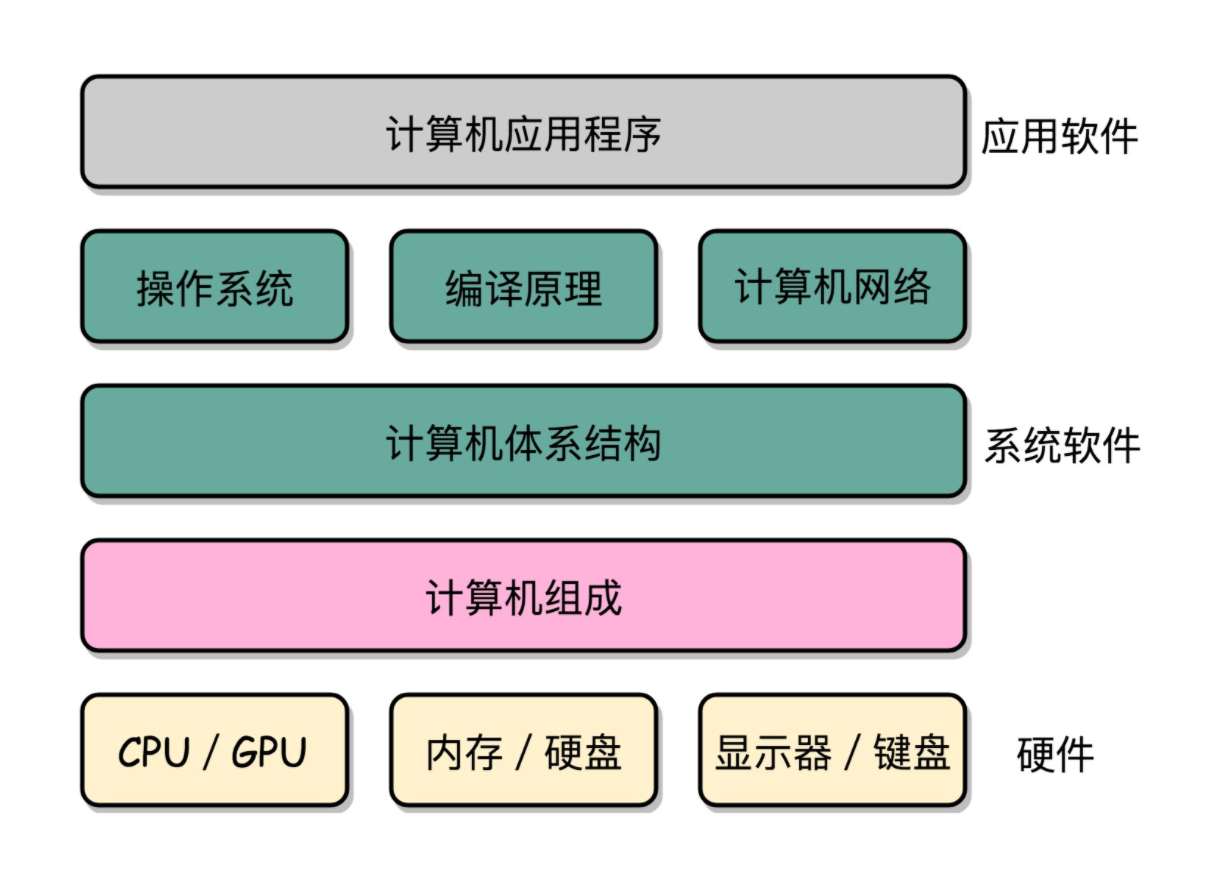 计算机应用程序
应用软件
操作系统
编译原理
计算机网络
计算机体系结构
系统软件
计算机组成
CPU / GPU
内存 / 硬盘
显示器 / 键盘
硬件